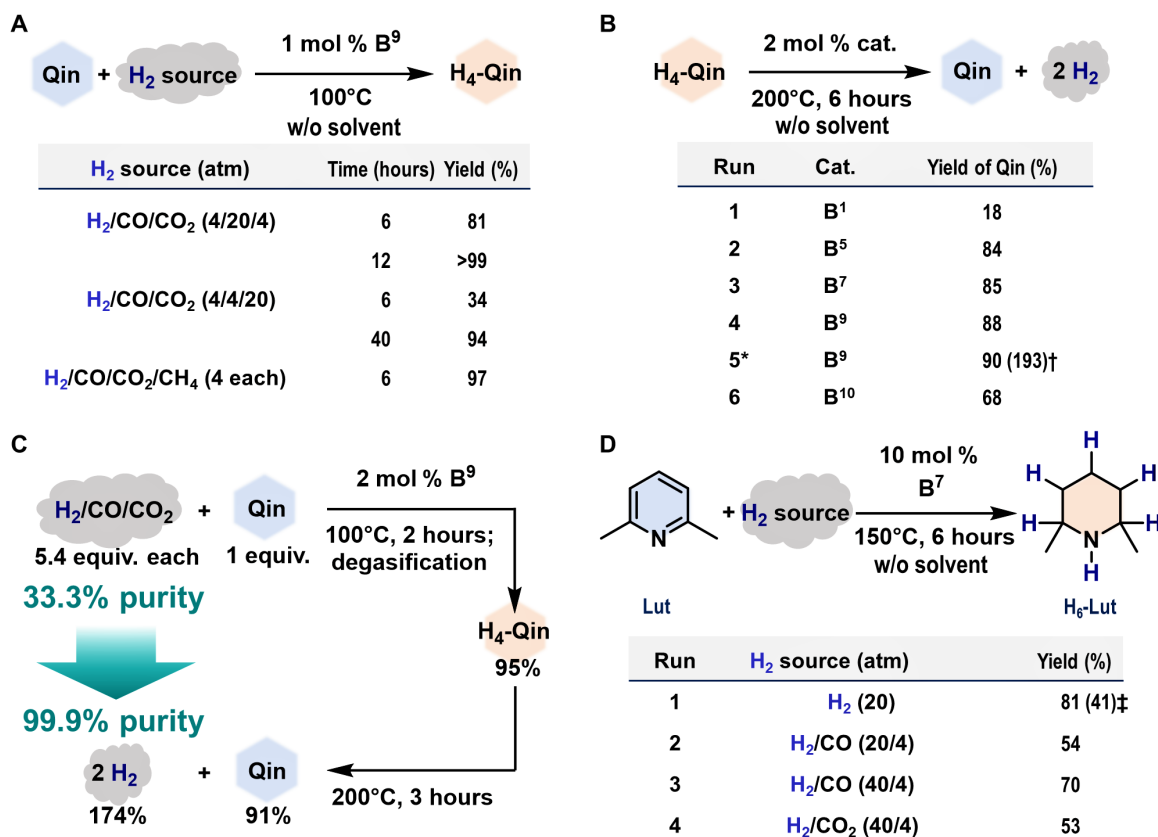 A
Qin + H₂ source
1 mol % B⁹
100°C
w/o solvent
H₄-Qin
H₂ source (atm) Time (hours) Yield (%)
H₂/CO/CO₂ (4/20/4) 6 81
12 >99
H₂/CO/CO₂ (4/4/20) 6 34
40 94
H₂/CO/CO₂/CH₄ (4 each) 6 97
B
H₄-Qin
2 mol % cat.
200°C, 6 hours
w/o solvent
Qin + 2 H₂
Run Cat. Yield of Qin (%)
1 B¹ 18
2 B⁵ 84
3 B⁷ 85
4 B⁹ 88
5* B⁹ 90 (193)†
6 B¹⁰ 68
C
H₂/CO/CO₂ + Qin
5.4 equiv. each 1 equiv.
2 mol % B⁹
100°C, 2 hours;
degasification
33.3% purity
H₄-Qin
95%
99.9% purity
2 H₂ + Qin
174% 91%
200°C, 3 hours
D
N
Lut
+ H₂ source
10 mol %
B⁷
150°C, 6 hours
w/o solvent
H
H H
H H
N
H
H₆-Lut
Run H₂ source (atm) Yield (%)
1 H₂ (20) 81 (41)‡
2 H₂/CO (20/4) 54
3 H₂/CO (40/4) 70
4 H₂/CO₂ (40/4) 53